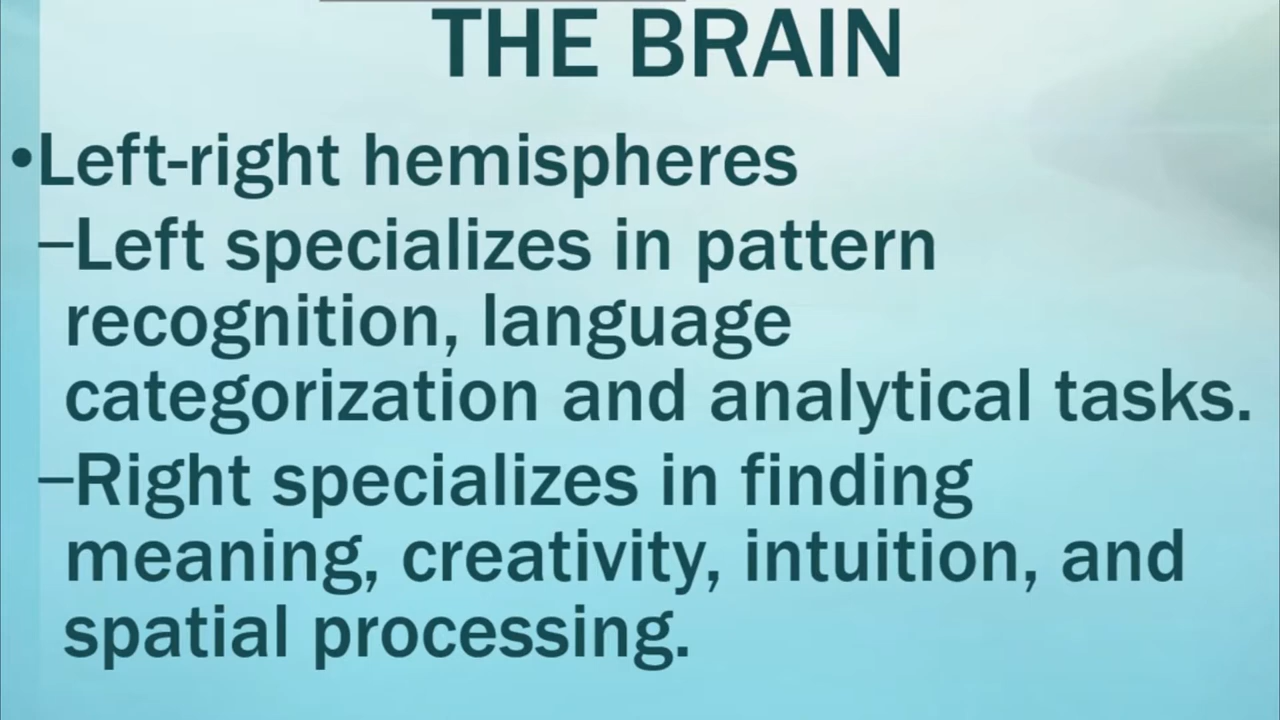 THE BRAIN
•Left-right hemispheres
–Left specializes in pattern
recognition, language
categorization and analytical tasks.
–Right specializes in finding
meaning, creativity, intuition, and
spatial processing.